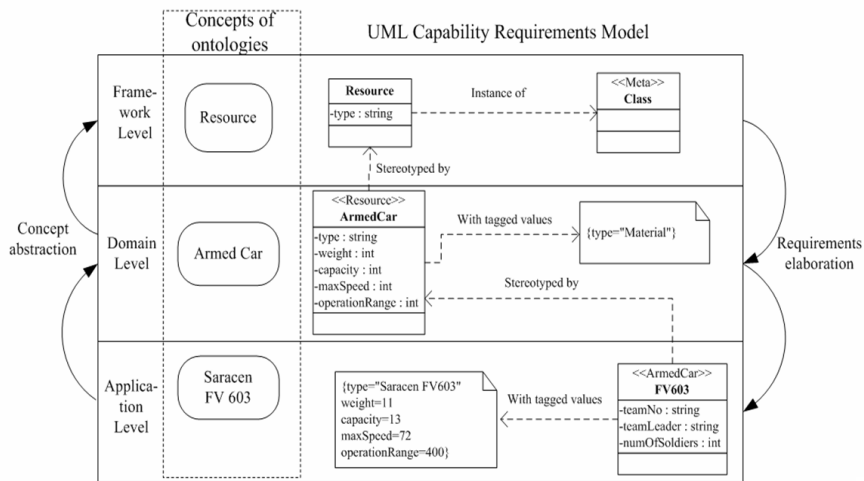 Concepts of
ontologies
UML Capability Requirements Model
Frame-
work
Level
Resource
Resource
-type : string
Instance of
<<Meta>>
Class
Stereotyped by
Concept
abstraction
Domain
Level
Armed Car
<<Resource>>
ArmedCar
-type : string
-weight : int
-capacity : int
-maxSpeed : int
-operationRange : int
With tagged values
{type="Material"}
Stereotyped by
Requirements
elaboration
Applica-
tion
Level
Saracen
FV 603
{type="Saracen FV603"
weight=11
capacity=13
maxSpeed=72
operationRange=400}
With tagged values
<<ArmedCar>>
FV603
-teamNo : string
-teamLeader : string
-numOfSoldiers : int